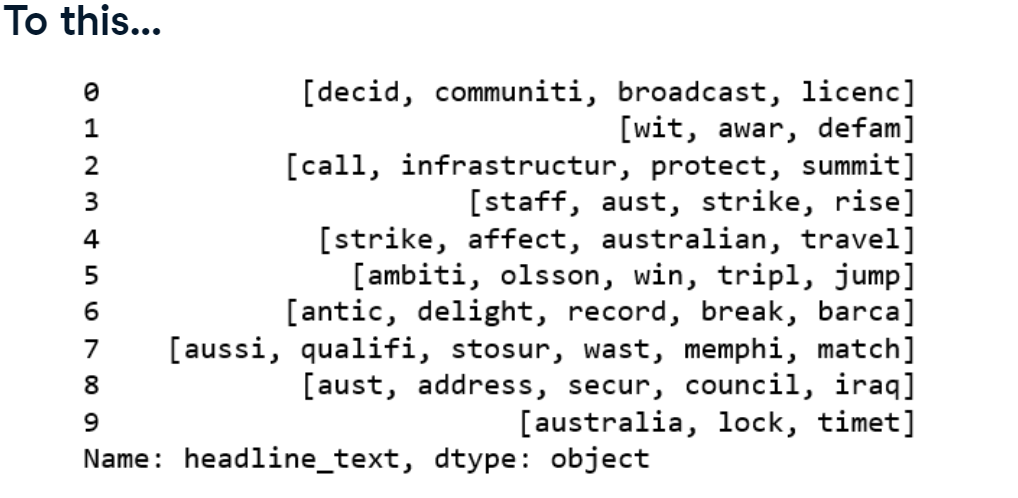 To this...
0 [decid, communiti, broadcast, licenc]
1 [wit, awar, defam]
2 [call, infrastructur, protect, summit]
3 [staff, aust, strike, rise]
4 [strike, affect, australian, travel]
5 [ambiti, olsson, win, tripl, jump]
6 [antic, delight, record, break, barca]
7 [aussi, qualifi, stosur, wast, memphi, match]
8 [aust, address, secur, council, iraq]
9 [australia, lock, timet]
Name: headline_text, dtype: object